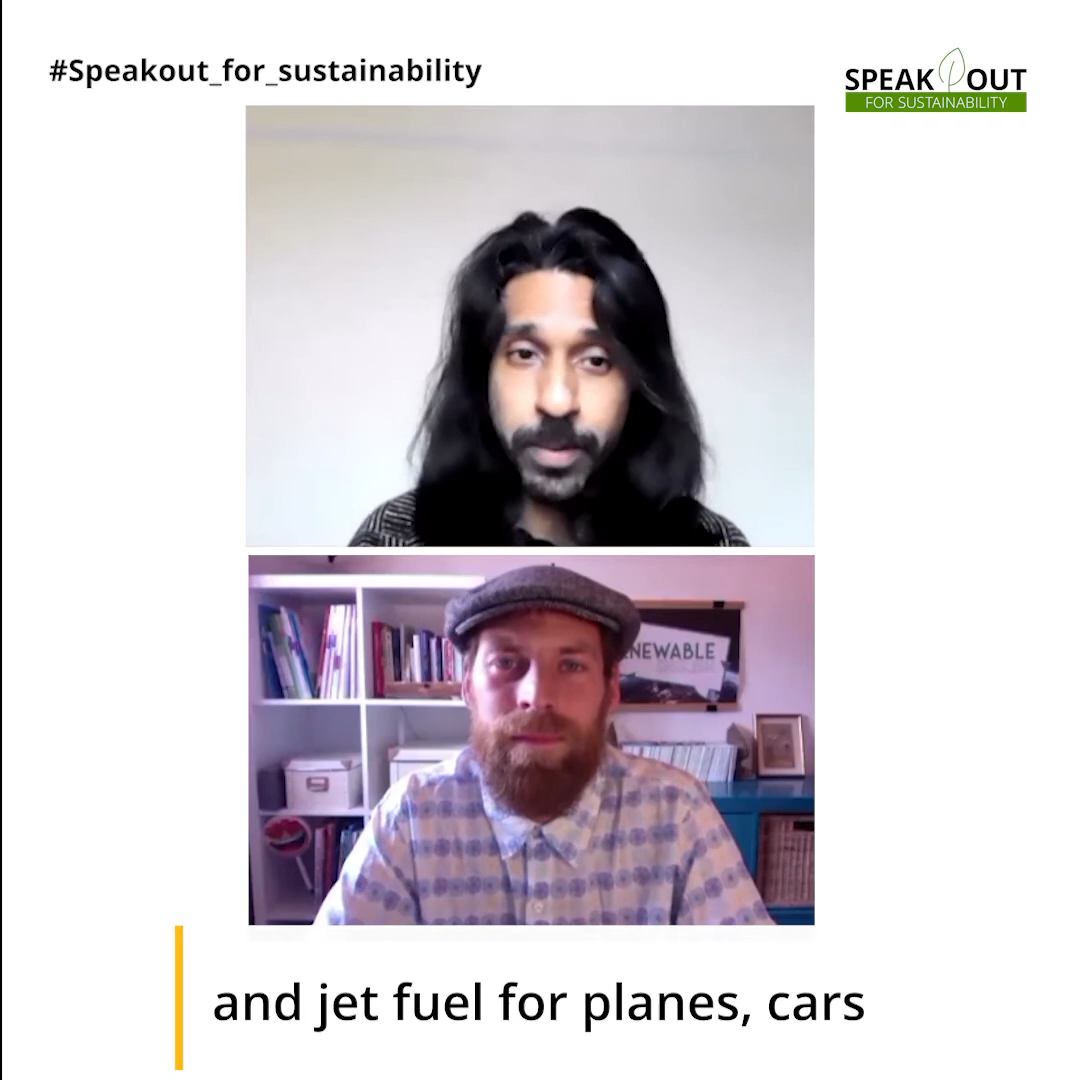 #Speakout_for_sustainability
SPEAK OUT
FOR SUSTAINABILITY
NEWABLE
and jet fuel for planes, cars